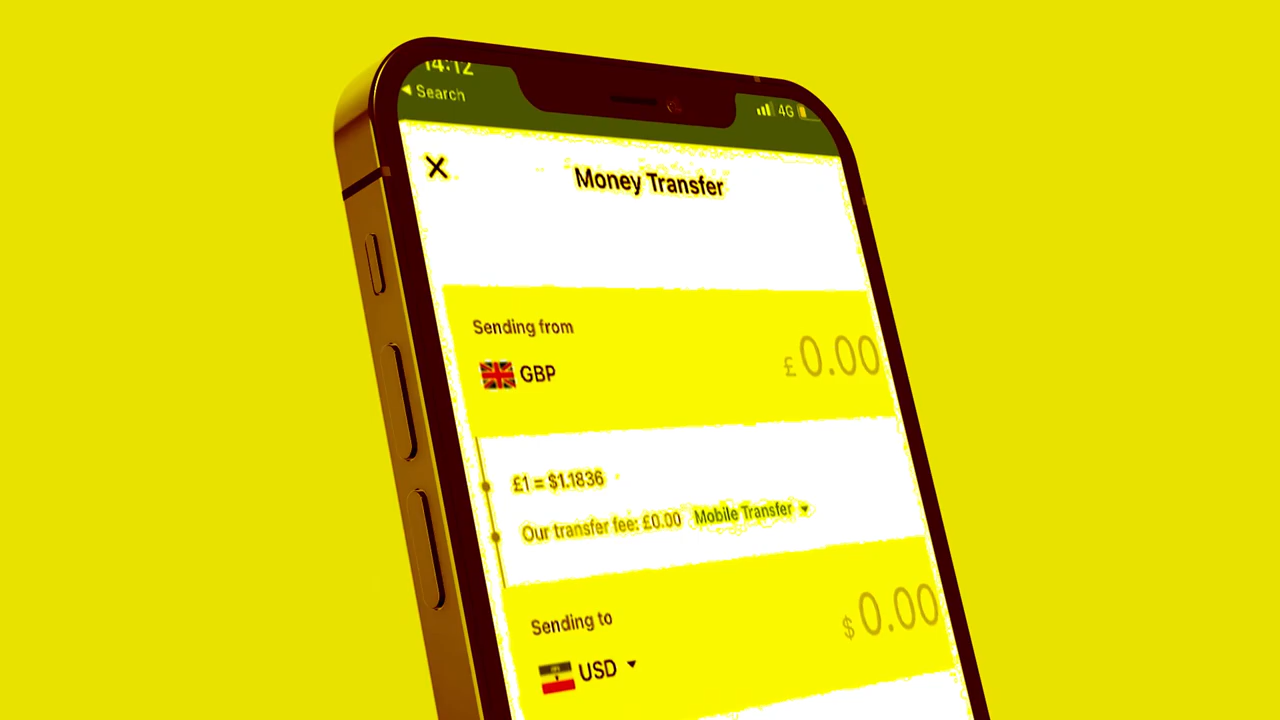 14:12
◀ Search
4G
Money Transfer
Sending from
GBP
£0.00
£1 = $1.1836
Our transfer fee: £0.00 Mobile Transfer
Sending to
USD
$0.00